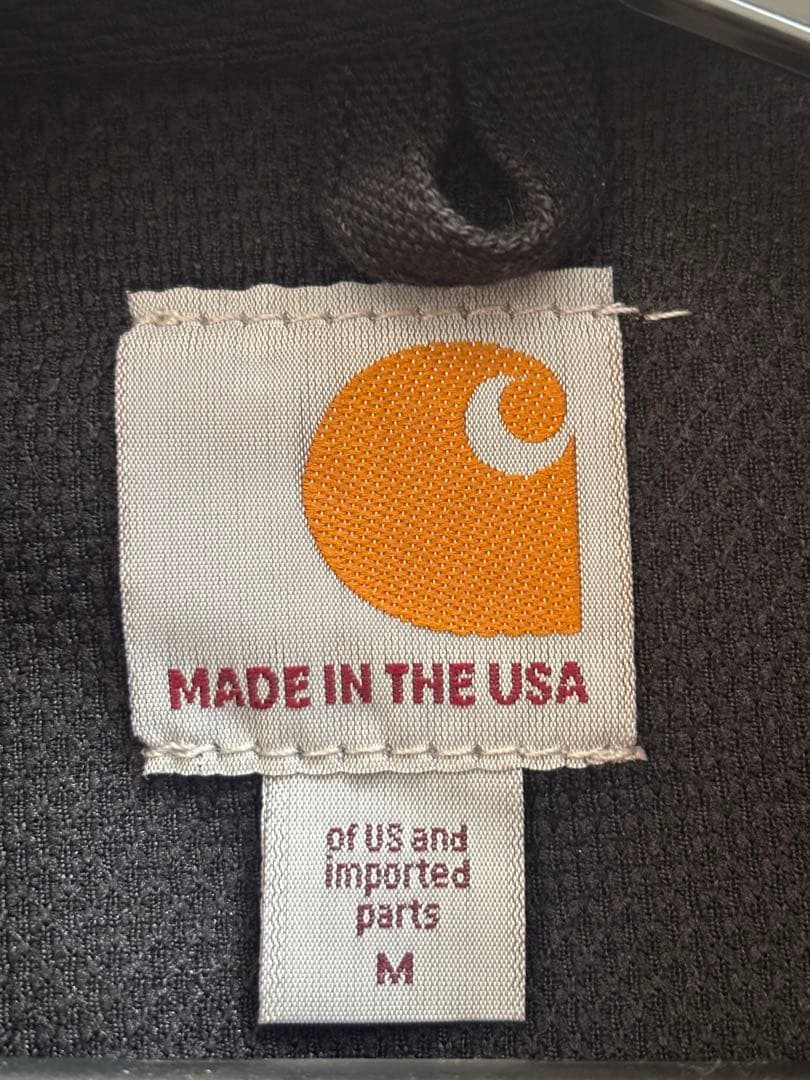 MADE IN THE USA
of US and
imported
parts
M